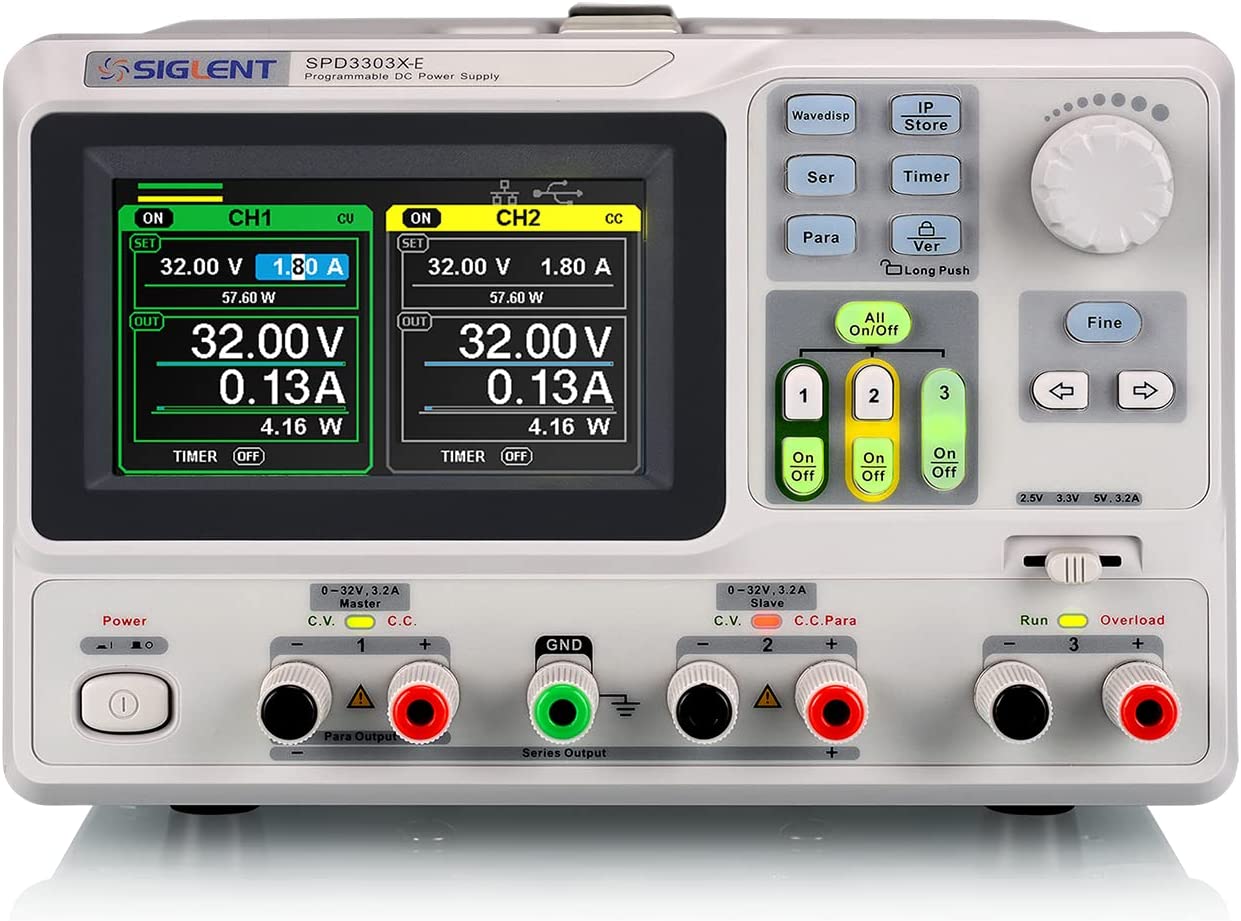 SIGLENT SPD3303X-E
Programmable DC Power Supply
Wavedisp IP
Store
Ser Timer
Para Ver
Long Push
ON CH1 CV ON CH2 CC
SET SET
32.00 V 1.80 A 32.00 V 1.80 A
57.60 W 57.60 W
OUT OUT
32.00V 32.00V
0.13A 0.13A
4.16 W 4.16 W
TIMER OFF TIMER OFF
All
On/Off
1 2 3
On On On
Off Off Off
Fine
2.5V 3.3V 5V, 3.2A
0-32V, 3.2A 0-32V, 3.2A
Master Slave
Power C.V. C.C. C.V. C.C.Para Run Overload
- 1 + GND - 2 + - 3 +
Para Output
- Series Output +